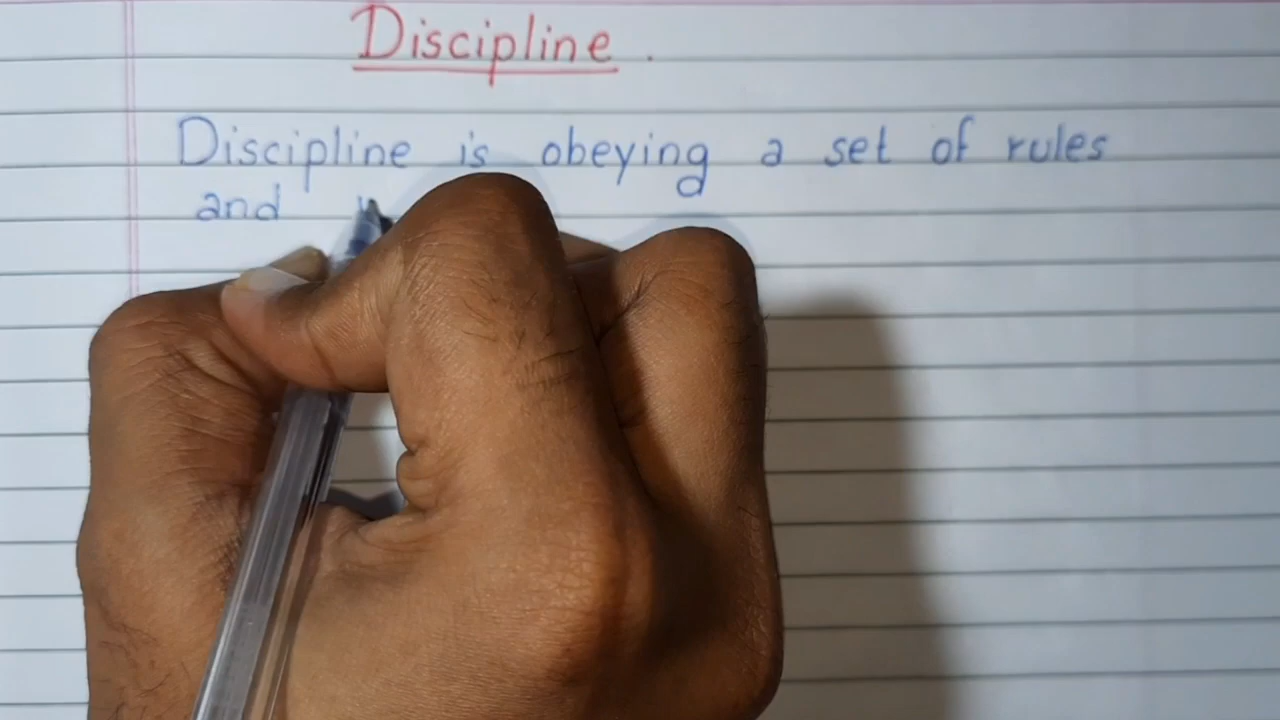 Discipline.
Discipline is obeying a set of rules
and